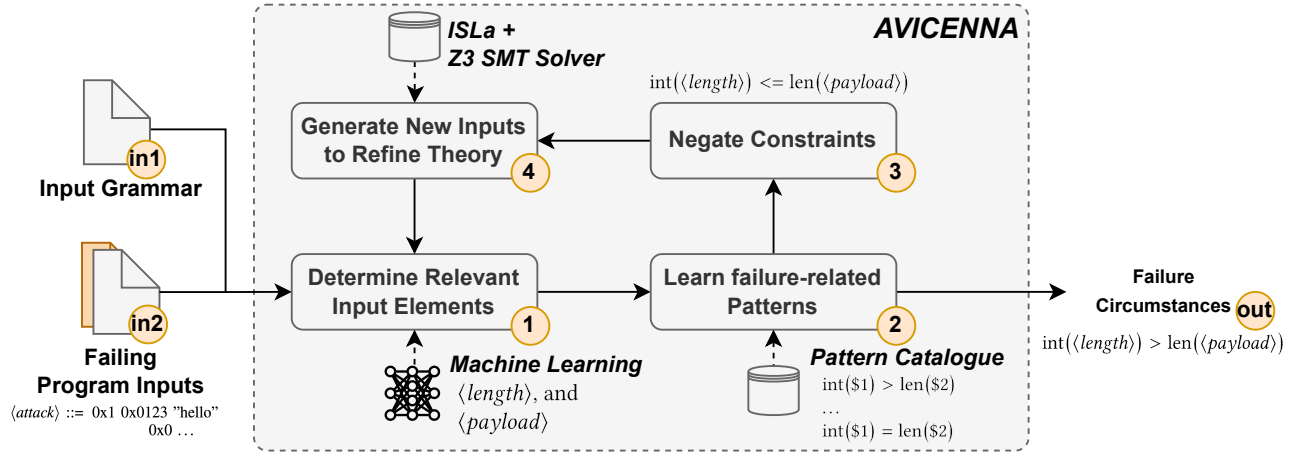 AVICENNA
ISLa +
Z3 SMT Solver
int(⟨length⟩) <= len(⟨payload⟩)
Generate New Inputs
to Refine Theory
4
Negate Constraints
3
in1
Input Grammar
in2
Failing
Program Inputs
⟨attack⟩ ::= 0x1 0x0123 ”hello”
0x0 …
Determine Relevant
Input Elements
1
Learn failure-related
Patterns
2
Machine Learning
⟨length⟩, and
⟨payload⟩
Pattern Catalogue
int($1) > len($2)
…
int($1) = len($2)
Failure
Circumstances
out
int(⟨length⟩) > len(⟨payload⟩)